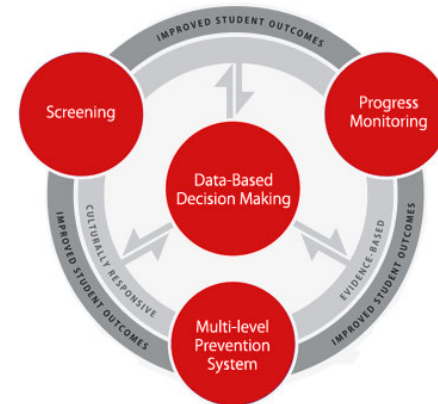 IMPROVED STUDENT OUTCOMES
Screening
Progress
Monitoring
Data-Based
Decision Making
IMPROVED STUDENT OUTCOMES
CULTURALLY RESPONSIVE
EVIDENCE-BASED
IMPROVED STUDENT OUTCOMES
Multi-level
Prevention
System